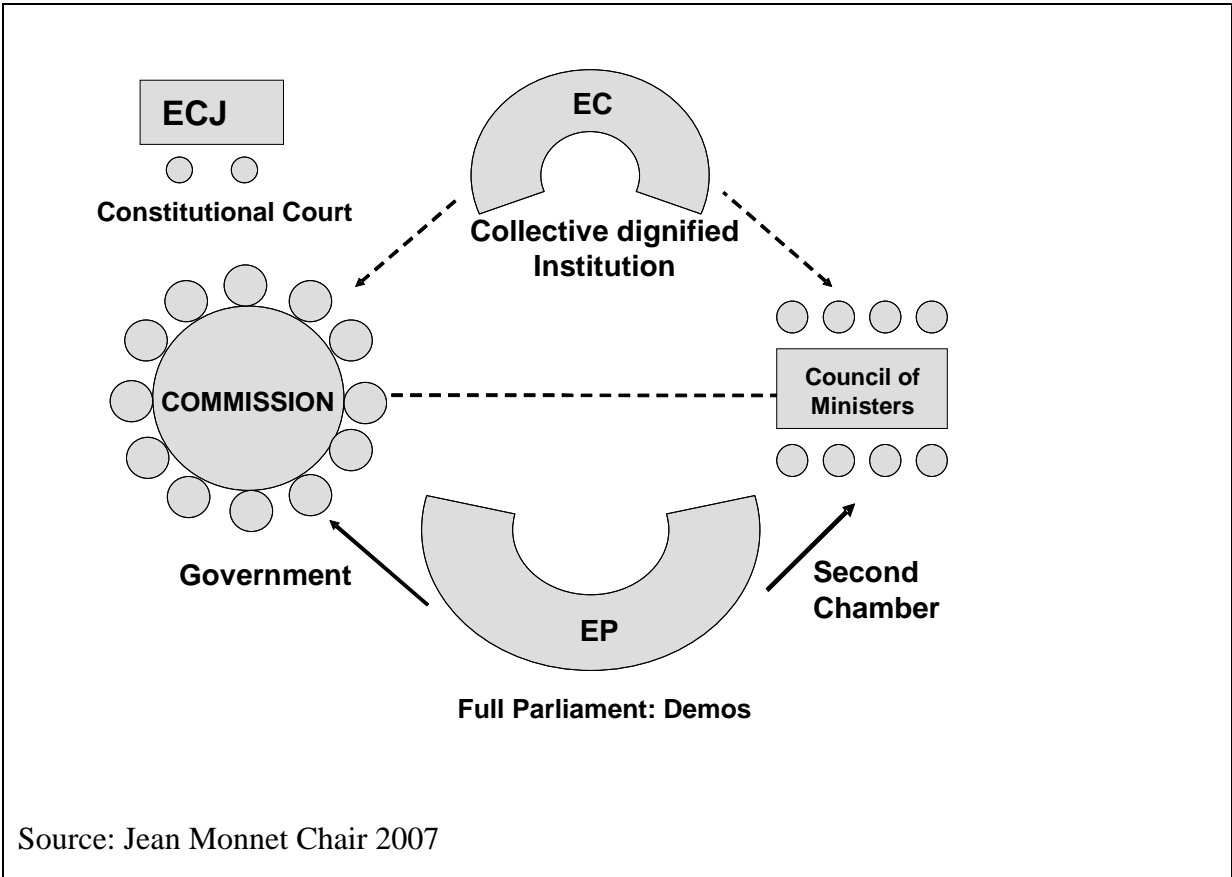 ECJ
Constitutional Court
EC
Collective dignified
Institution
COMMISSION
Council of
Ministers
Government
EP
Second
Chamber
Full Parliament: Demos
Source: Jean Monnet Chair 2007